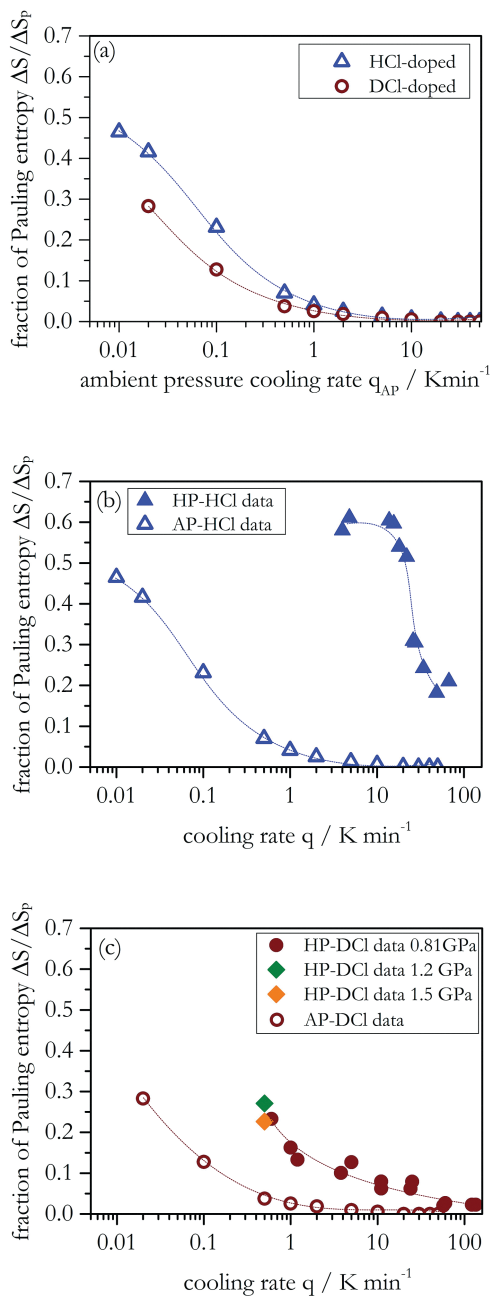 0.7
0.6
0.5
0.4
0.3
0.2
0.1
0.0
fraction of Pauling entropy ΔS/ΔSp
(a)
HCl-doped
DCl-doped
0.01 0.1 1 10
ambient pressure cooling rate qAP / Kmin-1
0.7
0.6
0.5
0.4
0.3
0.2
0.1
0.0
fraction of Pauling entropy ΔS/ΔSp
(b)
HP-HCl data
AP-HCl data
0.01 0.1 1 10 100
cooling rate q / K min-1
0.7
0.6
0.5
0.4
0.3
0.2
0.1
0.0
fraction of Pauling entropy ΔS/ΔSp
(c)
HP-DCl data 0.81GPa
HP-DCl data 1.2 GPa
HP-DCl data 1.5 GPa
AP-DCl data
0.01 0.1 1 10 100
cooling rate q / K min-1